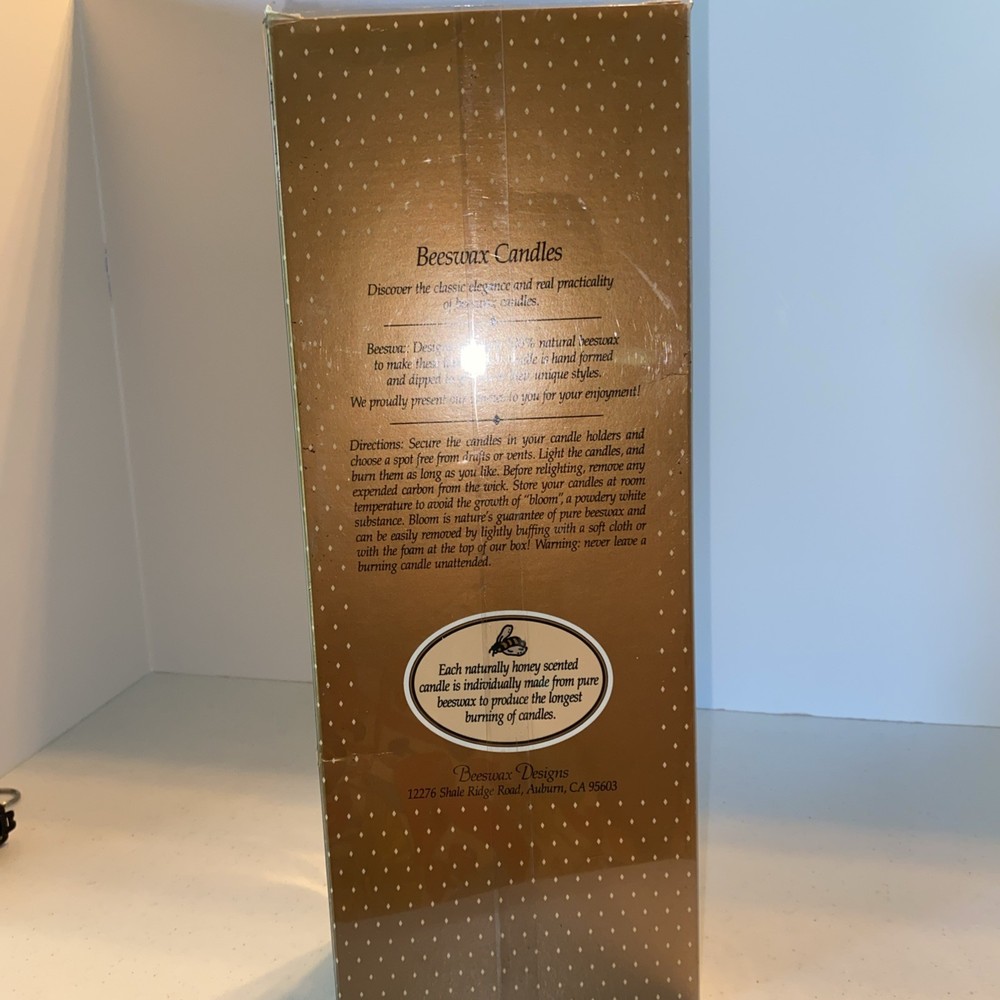 Beeswax Candles
Discover the classic elegance and real practicality
of candles.
Beeswax natural beeswax
to make these is hand formed
and dipped unique styles.
We proudly present to you for your enjoyment!
Directions: Secure the candles in your candle holders and
choose a spot free from drafts or vents. Light the candles, and
burn them as long as you like. Before relighting, remove any
expended carbon from the wick. Store your candles at room
temperature to avoid the growth of "bloom", a powdery white
substance. Bloom is nature's guarantee of pure beeswax and
can be easily removed by lightly buffing with a soft cloth or
with the foam at the top of our box! Warning: never leave a
burning candle unattended.
Each naturally honey scented
candle is individually made from pure
beeswax to produce the longest
burning of candles.
Beeswax Designs
12276 Shale Ridge Road, Auburn, CA 95603